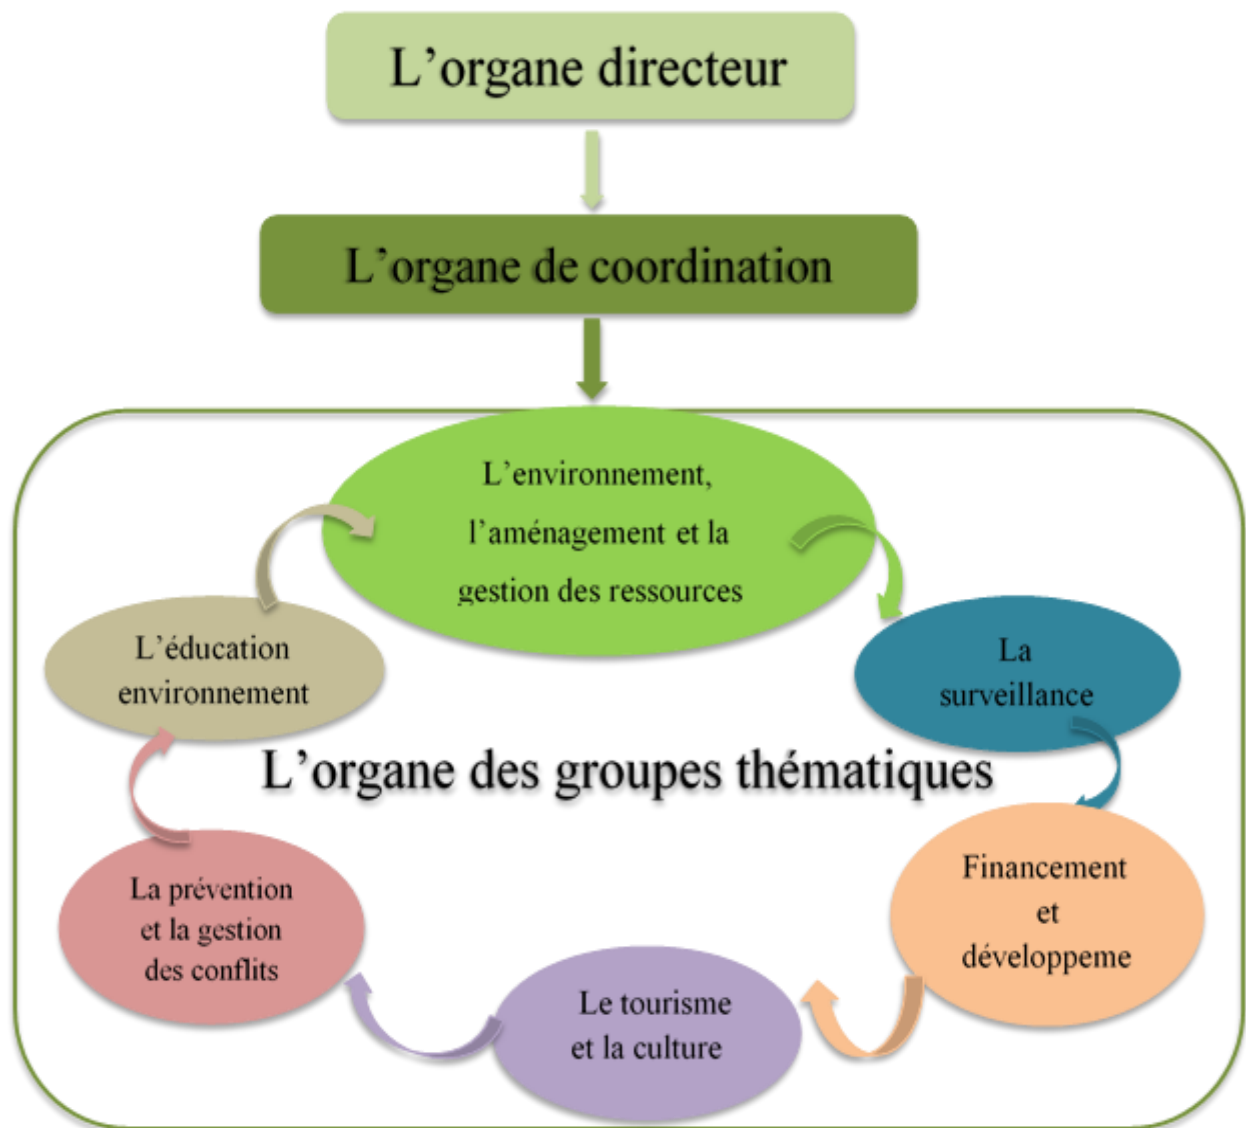 L’organe directeur
L’organe de coordination
L’environnement,
l’aménagement et la
gestion des ressources
L’éducation
environnement
La
surveillance
L’organe des groupes thématiques
Financement
et
développeme
La prévention
et la gestion
des conflits
Le tourisme
et la culture